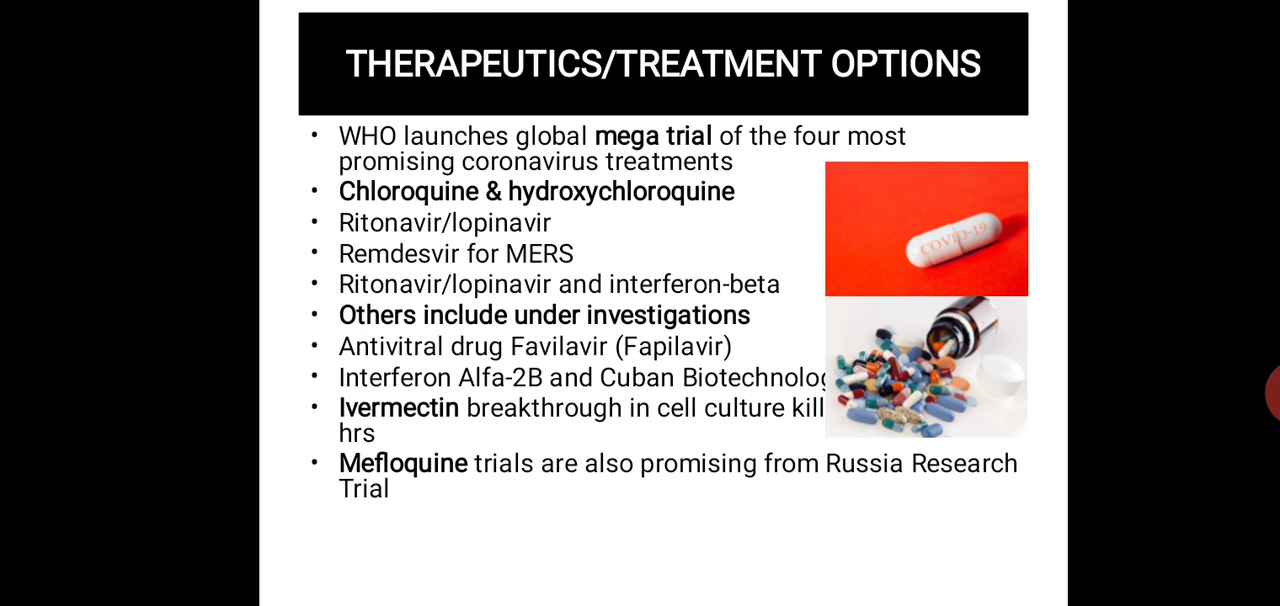 THERAPEUTICS/TREATMENT OPTIONS
• WHO launches global mega trial of the four most
promising coronavirus treatments
• Chloroquine & hydroxychloroquine
• Ritonavir/lopinavir
• Remdesvir for MERS
• Ritonavir/lopinavir and interferon-beta
• Others include under investigations
• Antivitral drug Favilavir (Fapilavir)
• Interferon Alfa-2B and Cuban
• Ivermectin breakthrough in cell culture kill
hrs
• Mefloquine trials are also promising from Russia Research
Trial
COVID-19